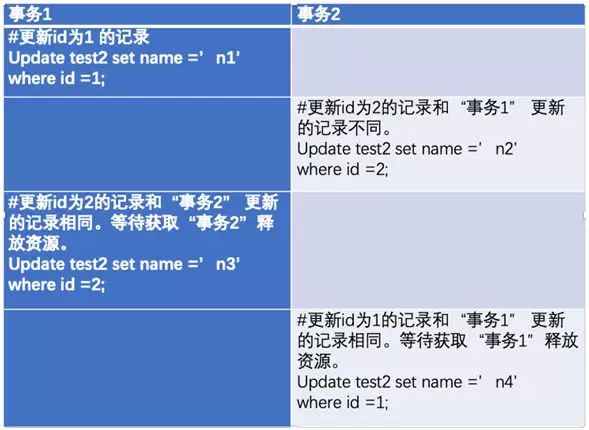 事务1
事务2
#更新id为1 的记录
Update test2 set name =’ n1’
where id =1;
#更新id为2的记录和“事务1” 更新
的记录不同。
Update test2 set name =’ n2’
where id =2;
#更新id为2的记录和“事务2” 更新
的记录相同。等待获取“事务2”释
放资源。
Update test2 set name =’ n3’
where id =2;
#更新id为1的记录和“事务1” 更新
的记录相同。等待获取“事务1”释放
资源。
Update test2 set name =’ n4’
where id =1;